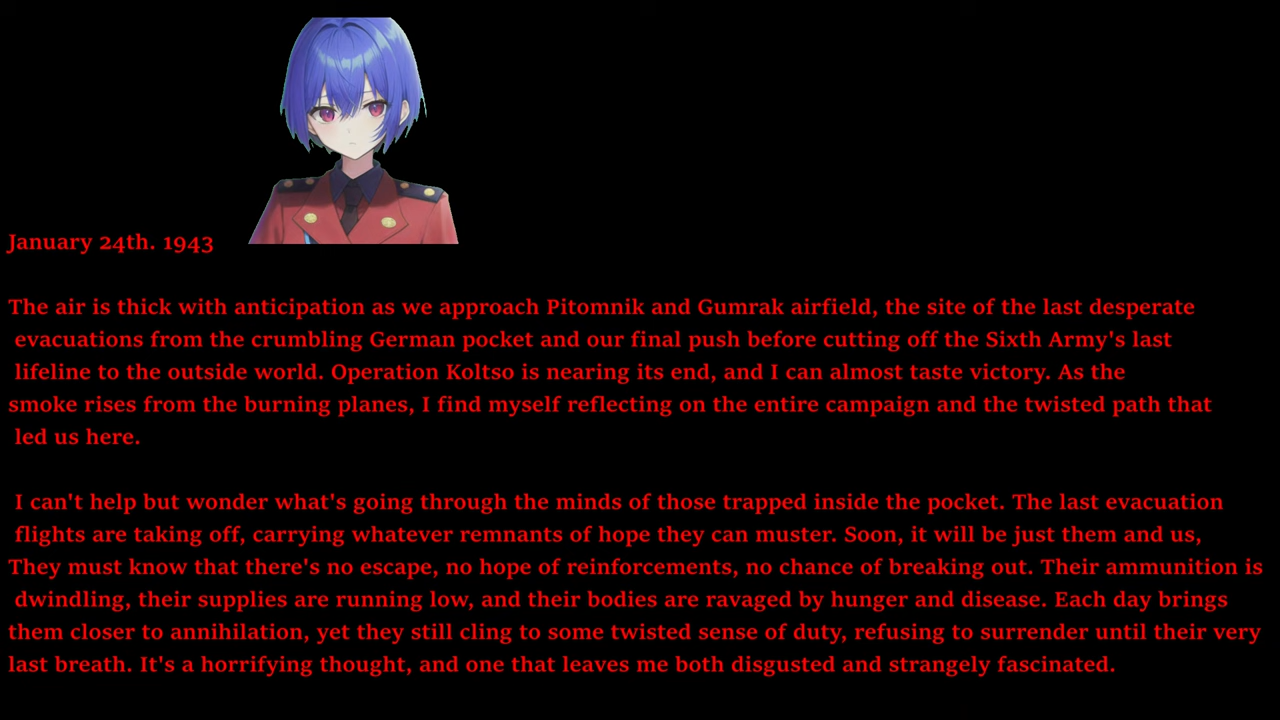 January 24th. 1943
The air is thick with anticipation as we approach Pitomnik and Gumrak airfield, the site of the last desperate
evacuations from the crumbling German pocket and our final push before cutting off the Sixth Army's last
lifeline to the outside world. Operation Koltso is nearing its end, and I can almost taste victory. As the
smoke rises from the burning planes, I find myself reflecting on the entire campaign and the twisted path that
led us here.
I can't help but wonder what's going through the minds of those trapped inside the pocket. The last evacuation
flights are taking off, carrying whatever remnants of hope they can muster. Soon, it will be just them and us,
They must know that there's no escape, no hope of reinforcements, no chance of breaking out. Their ammunition is
dwindling, their supplies are running low, and their bodies are ravaged by hunger and disease. Each day brings
them closer to annihilation, yet they still cling to some twisted sense of duty, refusing to surrender until their very
last breath. It's a horrifying thought, and one that leaves me both disgusted and strangely fascinated.